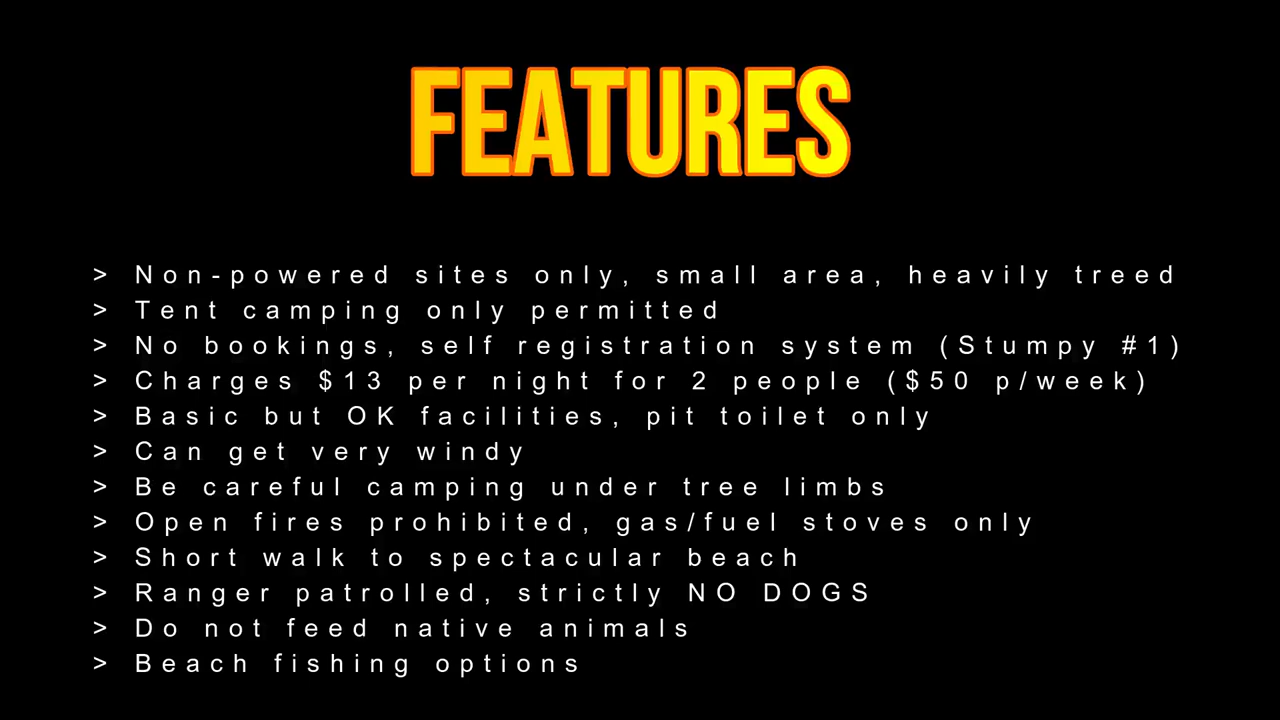 FEATURES
> Non-powered sites only, small area, heavily treed
> Tent camping only permitted
> No bookings, self registration system (Stumpy #1)
> Charges $13 per night for 2 people ($50 p/week)
> Basic but OK facilities, pit toilet only
> Can get very windy
> Be careful camping under tree limbs
> Open fires prohibited, gas/fuel stoves only
> Short walk to spectacular beach
> Ranger patrolled, strictly NO DOGS
> Do not feed native animals
> Beach fishing options